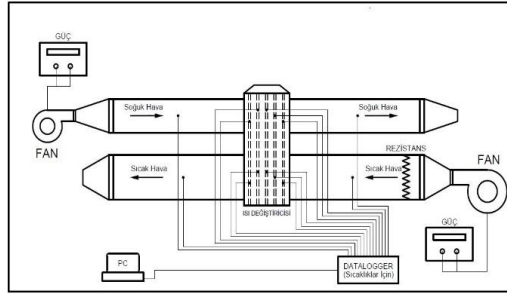 GÜÇ
Soğuk Hava
Soğuk Hava
FAN
REZİSTANS
FAN
Sıcak Hava
Sıcak Hava
ISI DEĞİŞTİRİCİSİ
GÜÇ
PC
DATALOGGER
(Sıcaklıklar İçin)